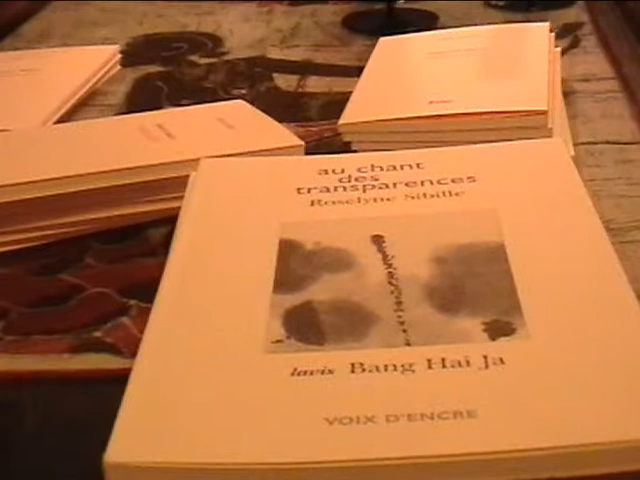 au chant
des
transparences
Roselyne Sibille
lavis Bang Hai Ja
VOIX D'ENCRE